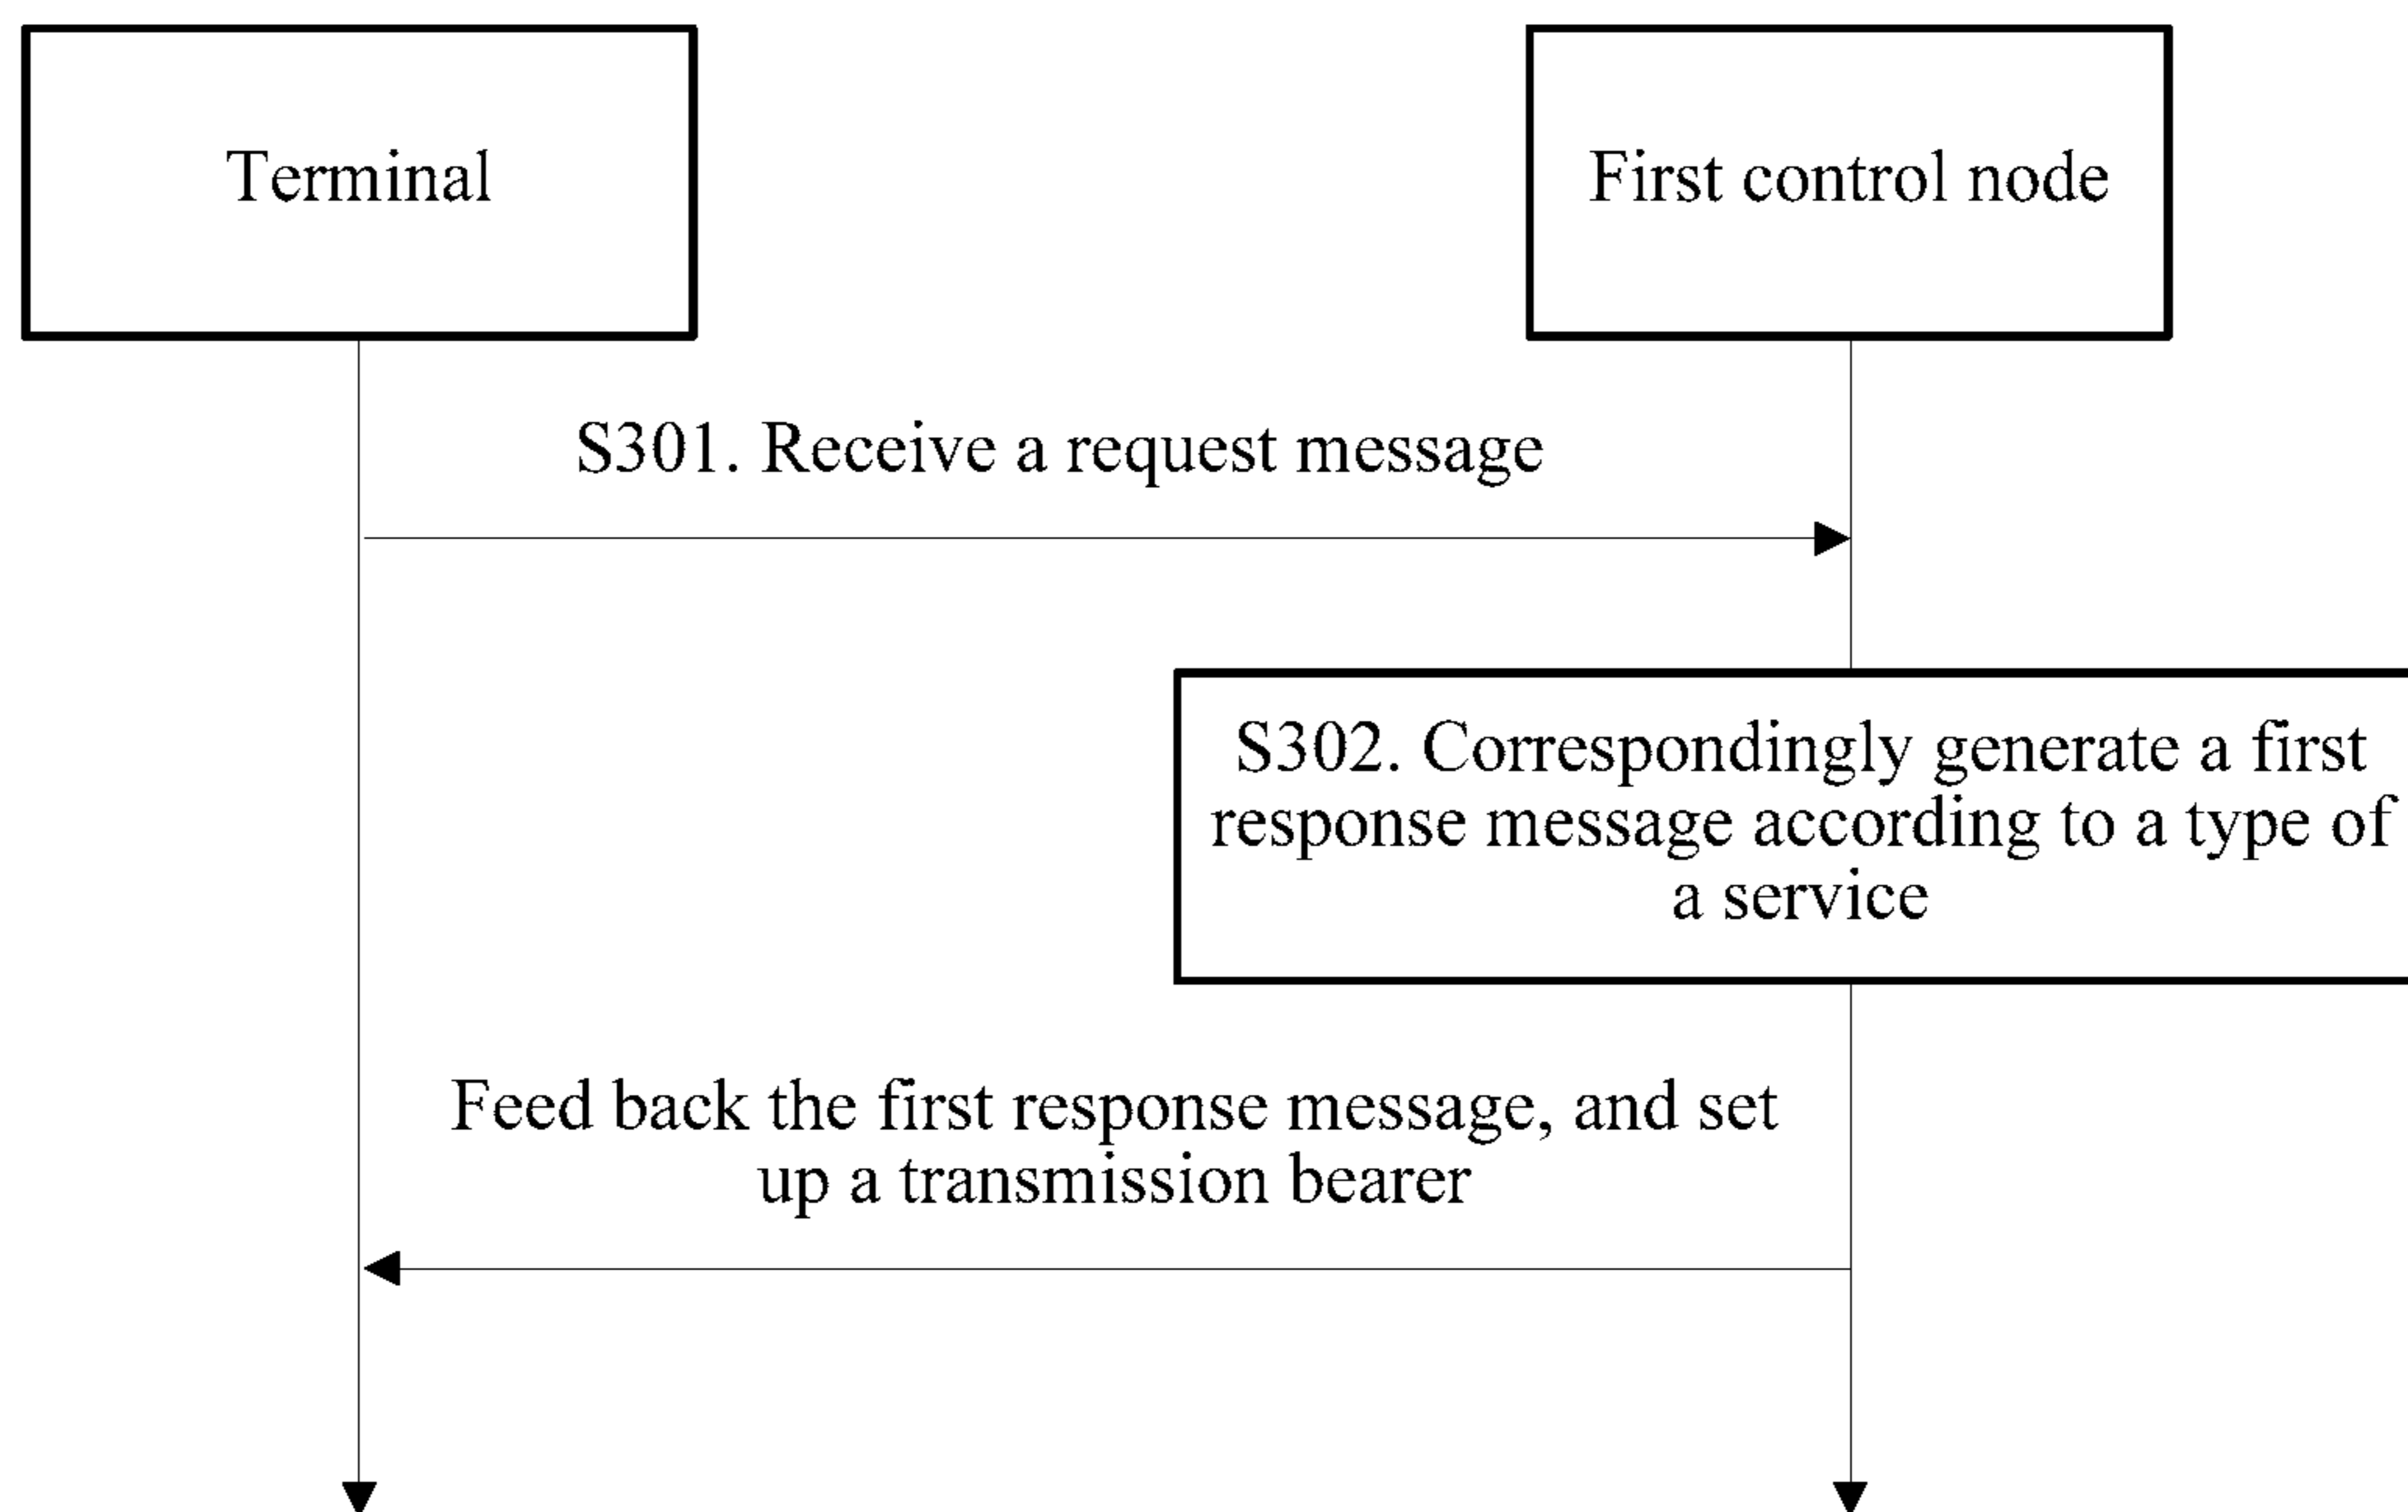 Terminal
First control node
S301. Receive a request message
S302. Correspondingly generate a first
response message according to a type of
a service
Feed back the first response message, and set
up a transmission bearer